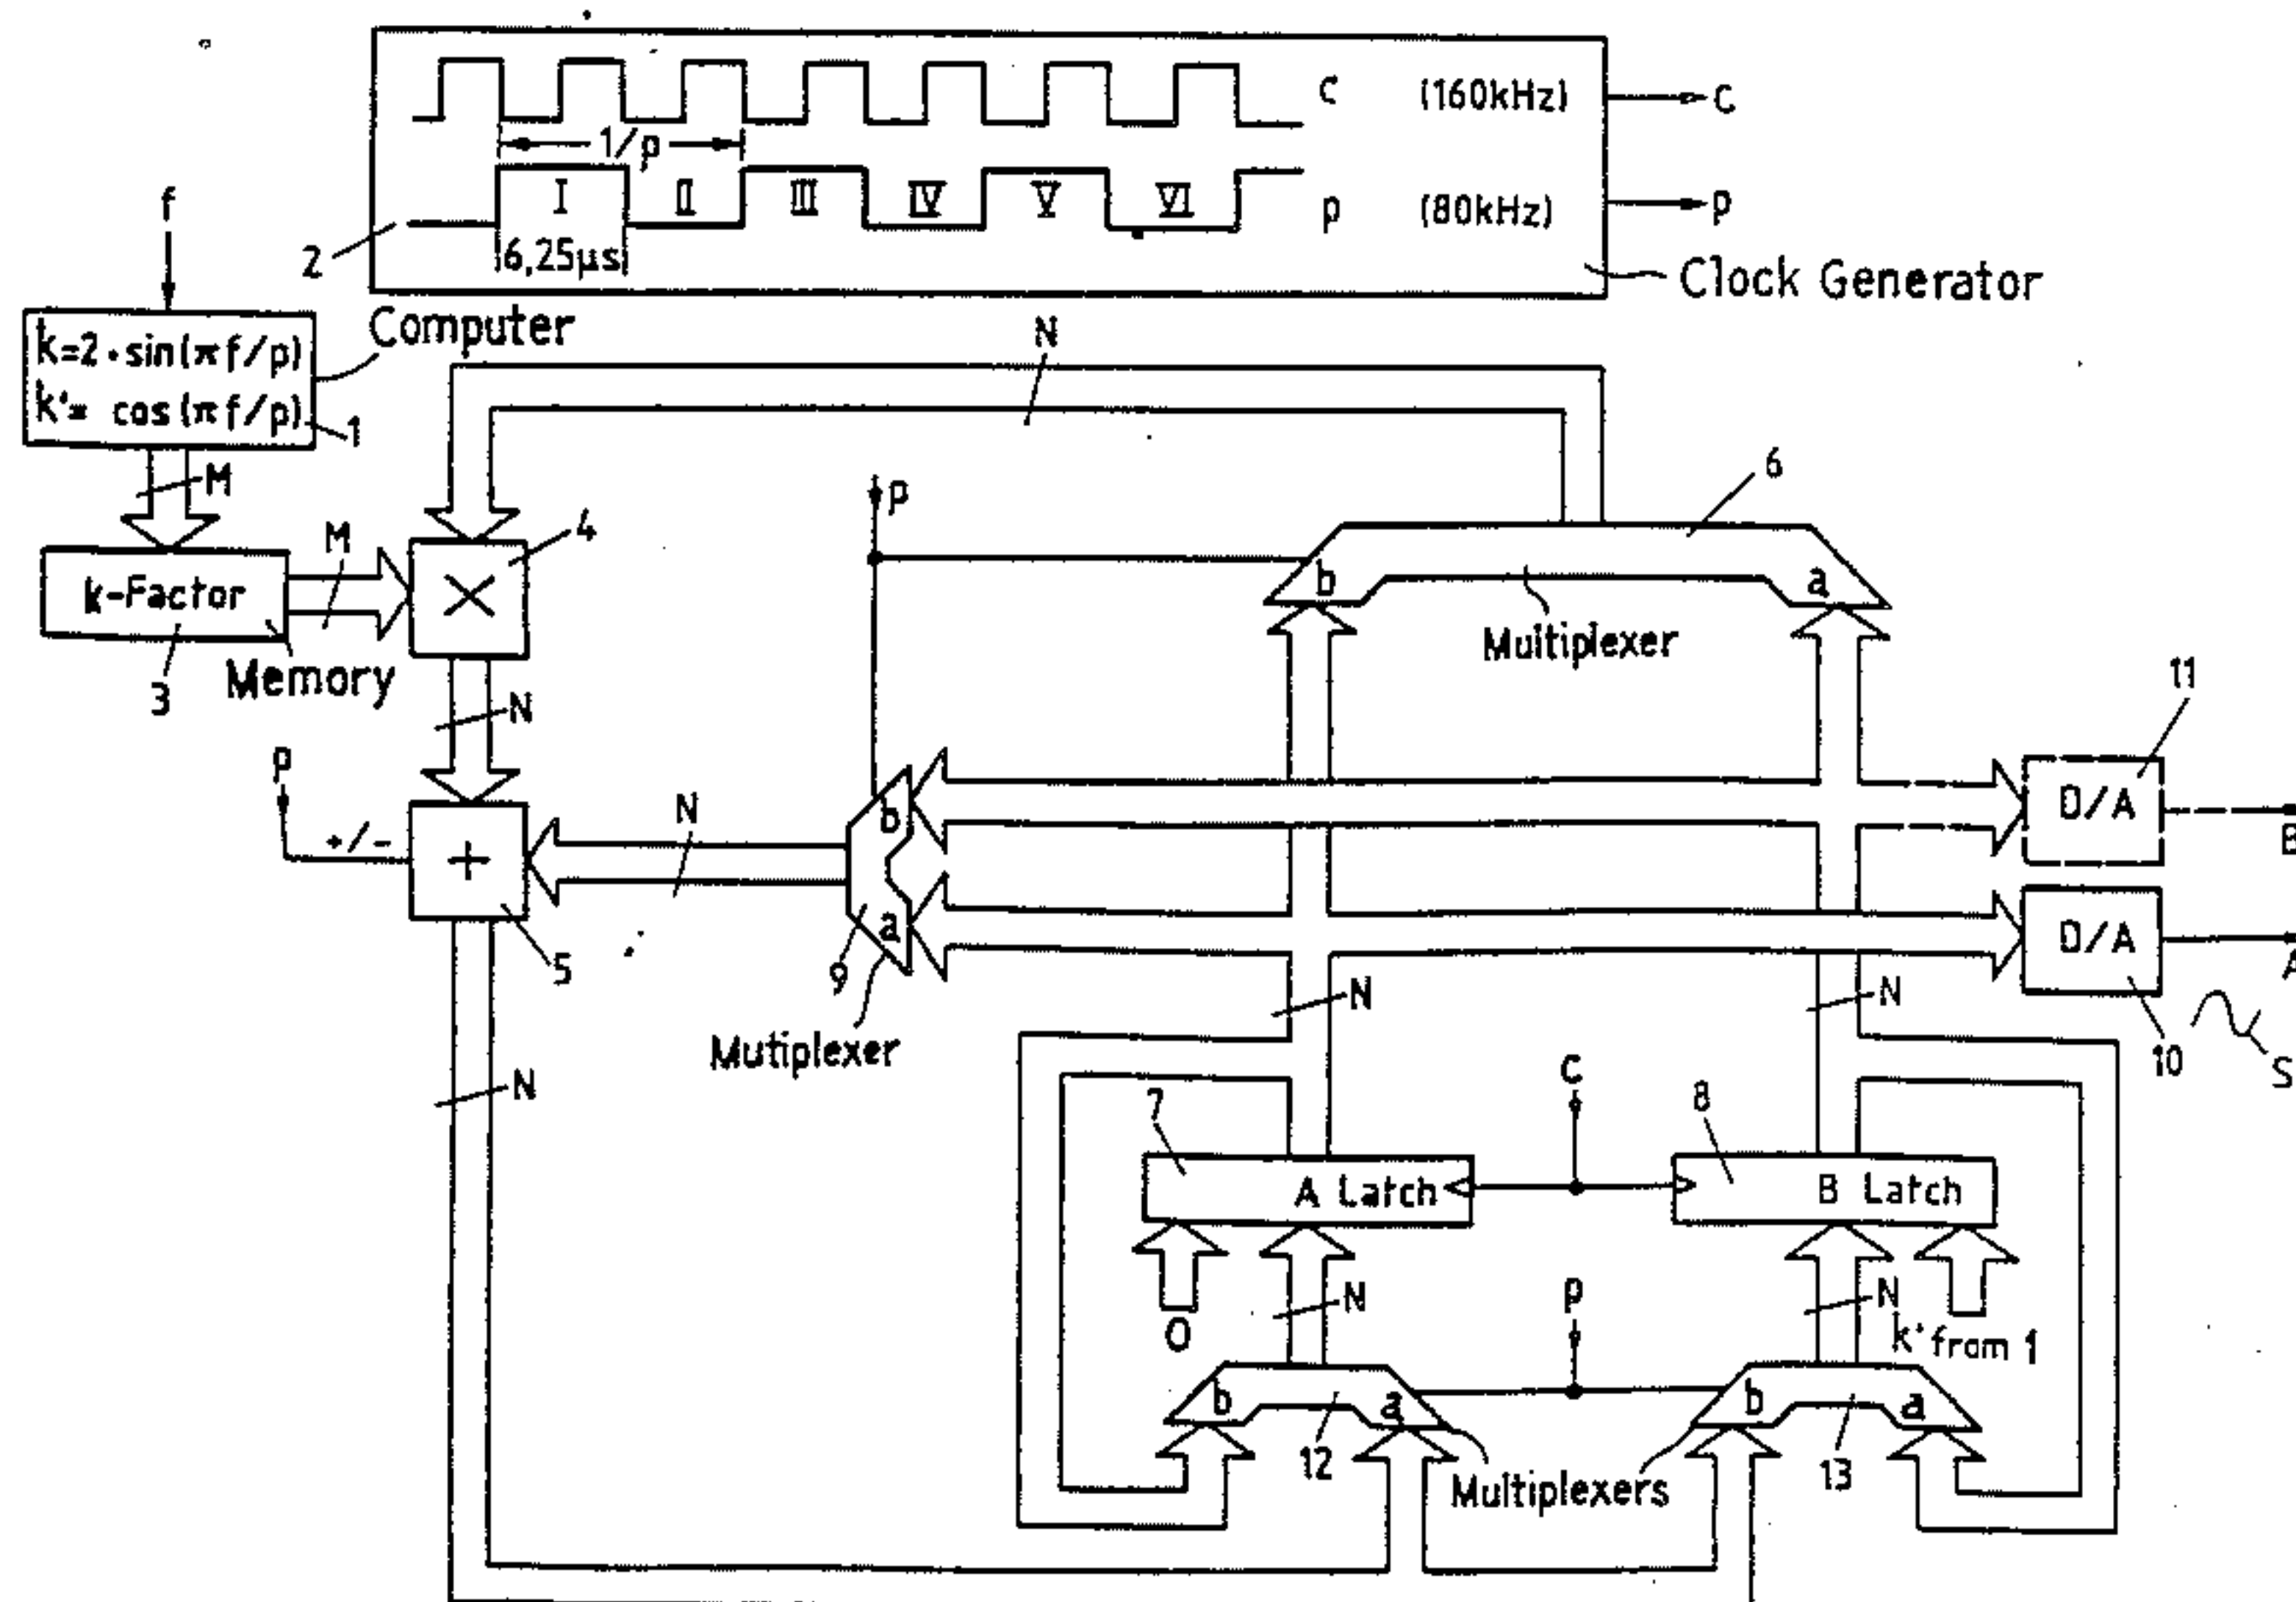 c (160kHz) c
1/p
I II III IV V VI p (80kHz) p
6,25µs
2
Clock Generator
f
Computer
k=2·sin(πf/p)
k'= cos(πf/p)
1
N
M
p
6
M
4
k-Factor
×
b a
3
Memory
Multiplexer
N
11
p
b
D/A
B
+/-
N
+
a
D/A
A
5
9
N
N
10
S
Mutiplexer
N
c
7
8
A Latch
B Latch
O
N
p
N
k' from 1
b a
b a
12
Multiplexers
13